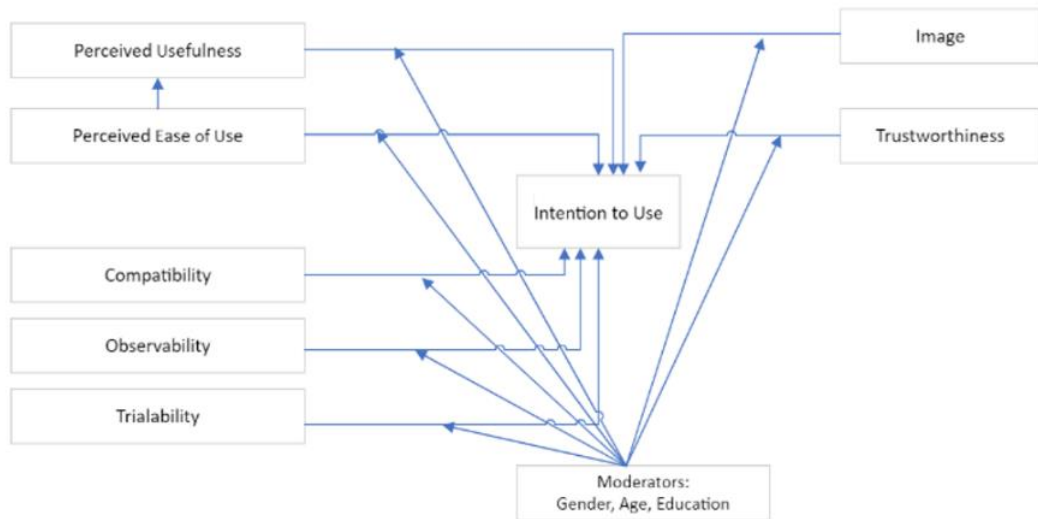 Perceived Usefulness
Image
Perceived Ease of Use
Trustworthiness
Intention to Use
Compatibility
Observability
Trialability
Moderators:
Gender, Age, Education